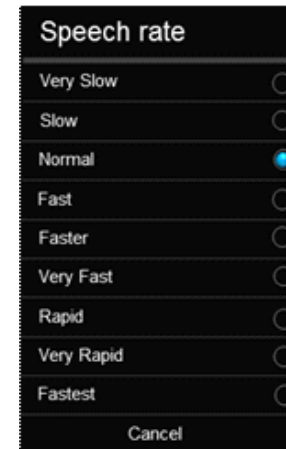 Speech rate
Very Slow
Slow
Normal
Fast
Faster
Very Fast
Rapid
Very Rapid
Fastest
Cancel